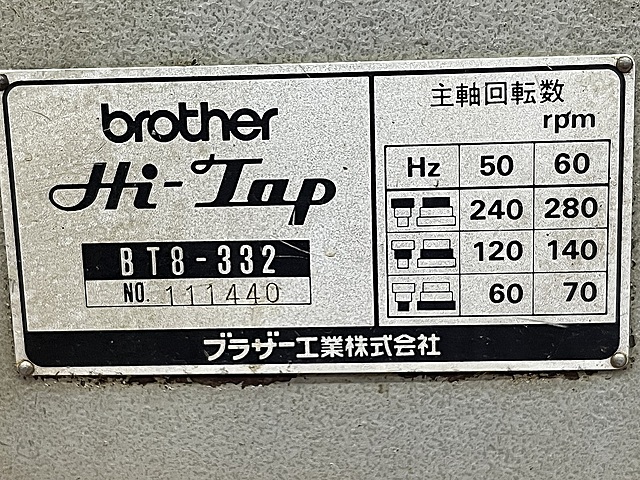 brother
Hi-Tap
BT8-332
NO. 111440
主軸回転数
rpm
Hz 50 60
240 280
120 140
60 70
ブラザー工業株式会社